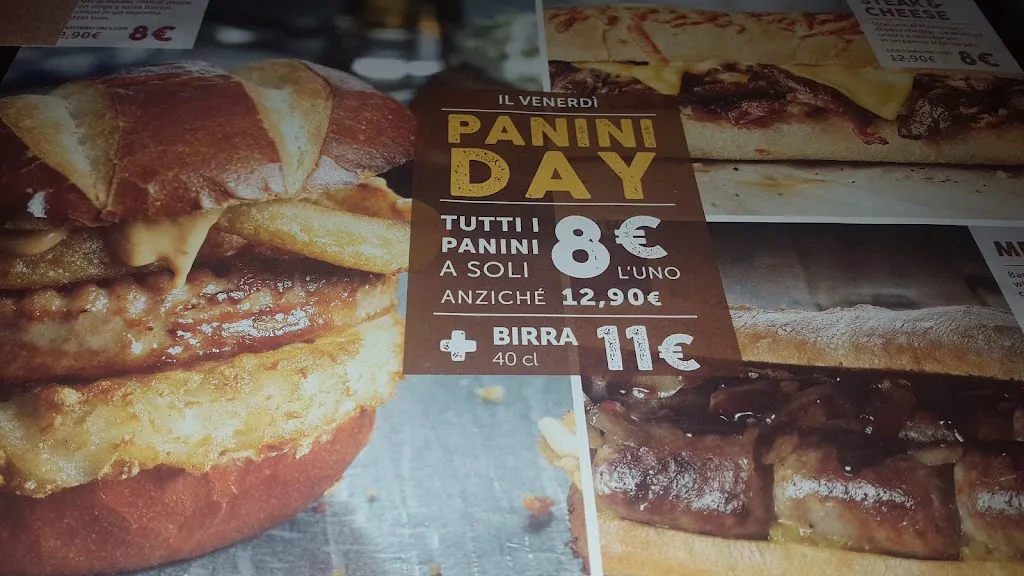 8€
STEAK &
CHEESE
12,90€
8€
IL VENERDÌ
PANINI
DAY
TUTTI I
PANINI
A SOLI
8€
L'UNO
ANZICHÉ 12,90€
+ BIRRA
40 cl
11€